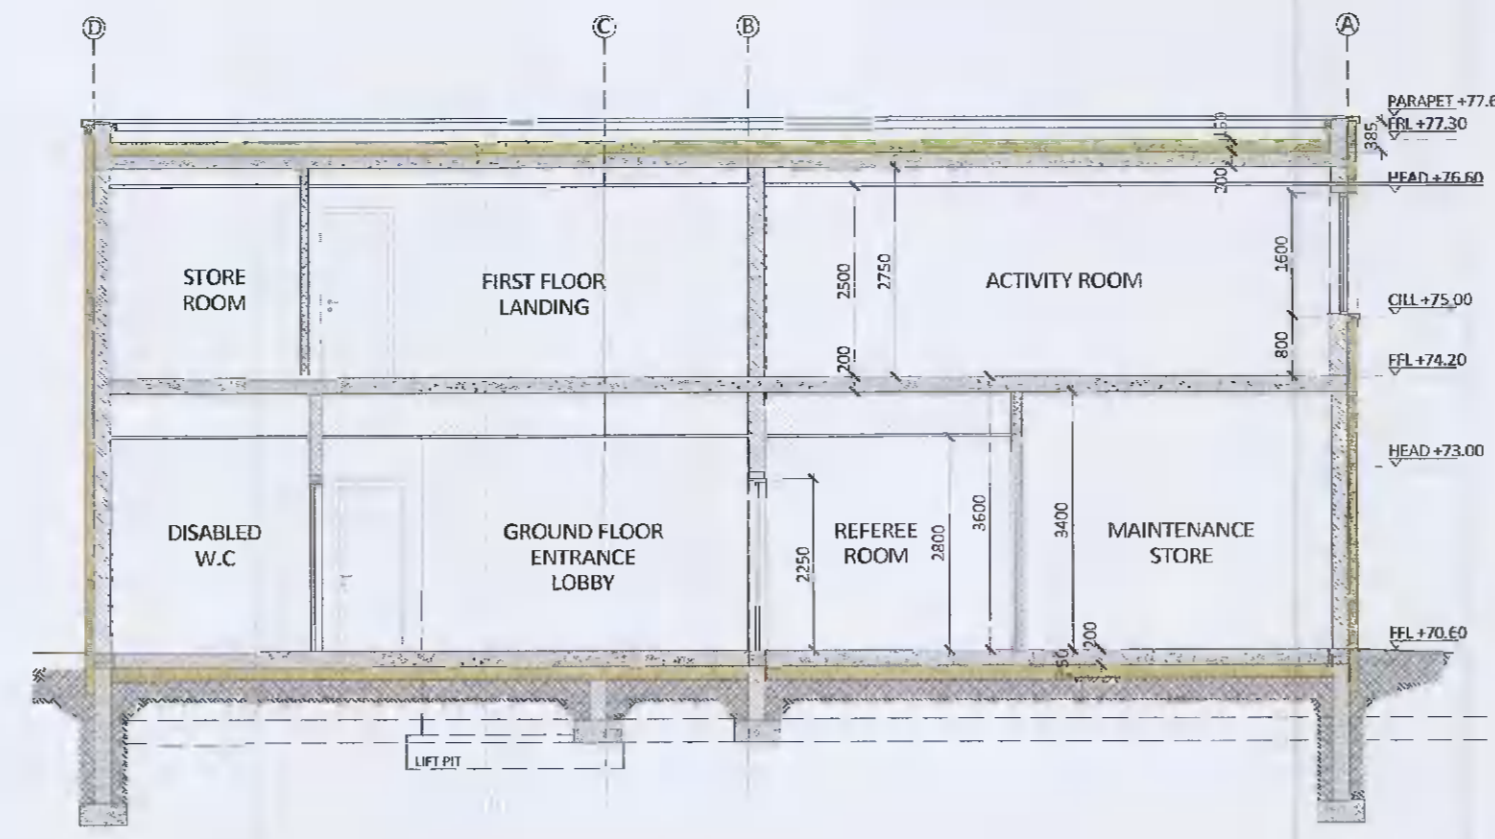 D
C
B
A
PARAPET +77.6
FRL +77.30
385
HEAD +76.60
200
1600
2500
2750
STORE
ROOM
FIRST FLOOR
LANDING
ACTIVITY ROOM
CILL +75.00
800
200
FFL +74.20
HEAD +73.00
DISABLED
W.C
GROUND FLOOR
ENTRANCE
LOBBY
2250
REFEREE
ROOM
2800
3600
3400
MAINTENANCE
STORE
200
FFL +70.60
LIFT PIT